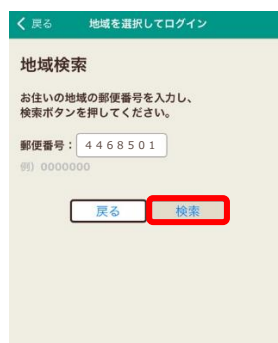 く 戻る 地域を選択してログイン
地域検索
お住いの地域の郵便番号を入力し、
検索ボタンを押してください。
郵便番号： 4468501
例) 0000000
戻る 検索